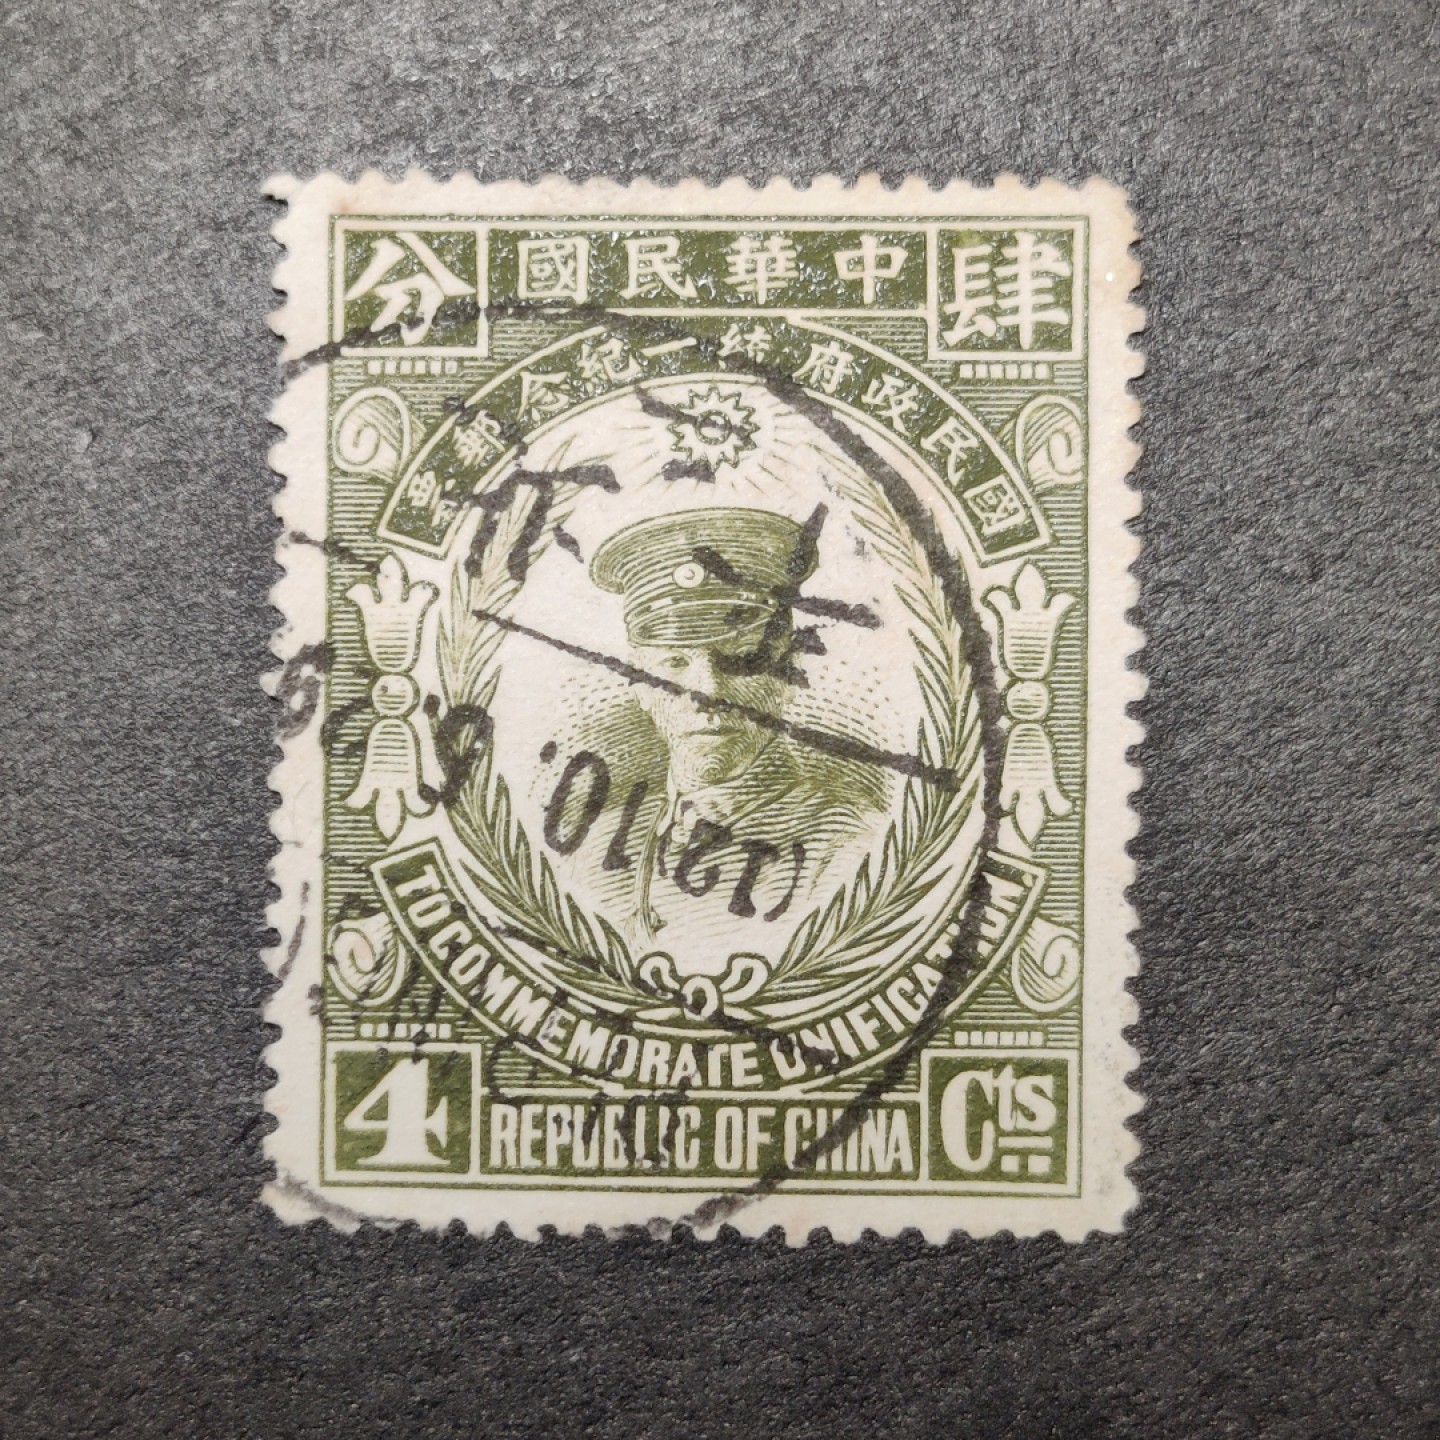 肆 中華民國 分
國民政府統一紀念郵票
TO COMMEMORATE UNIFICATION.
4 REPUBLIC OF CHINA Cts